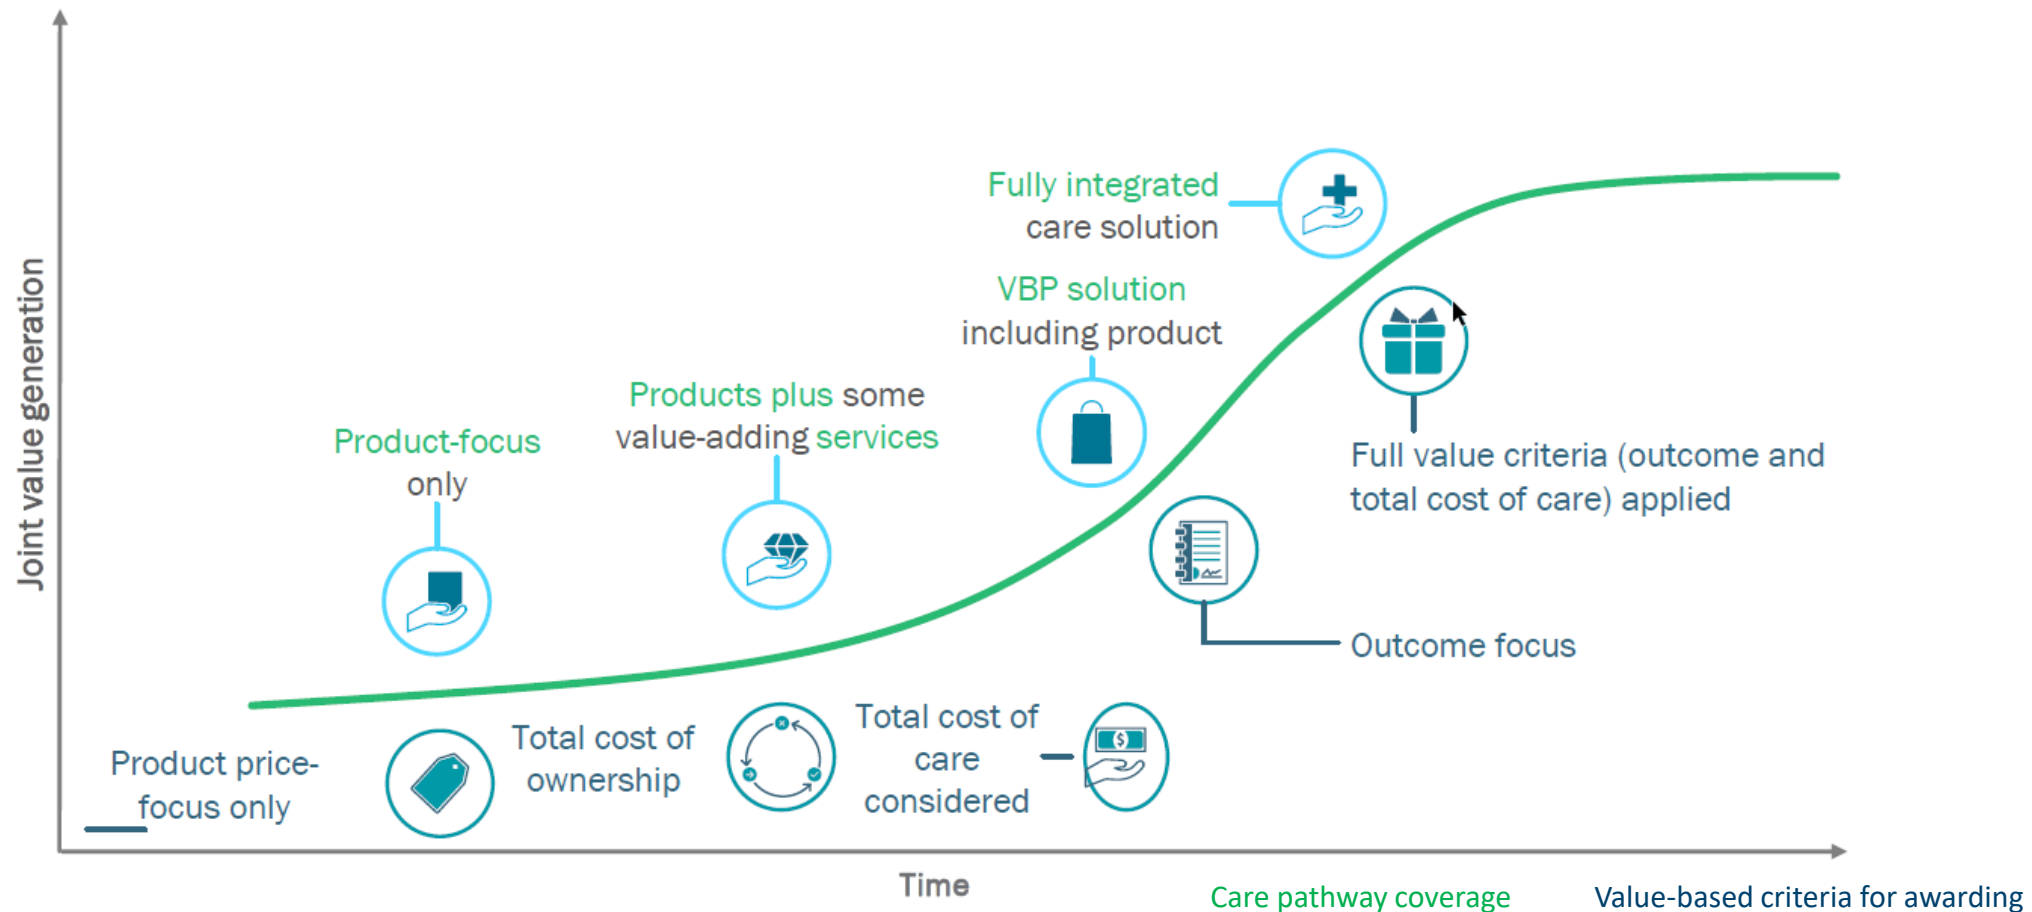 Joint value generation
Fully integrated
care solution
VBP solution
including product
Products plus some
value-adding services
Product-focus
only
Full value criteria (outcome and
total cost of care) applied
Outcome focus
Product price-
focus only
Total cost of
ownership
Total cost of
care
considered
$
Time
Care pathway coverage
Value-based criteria for awarding